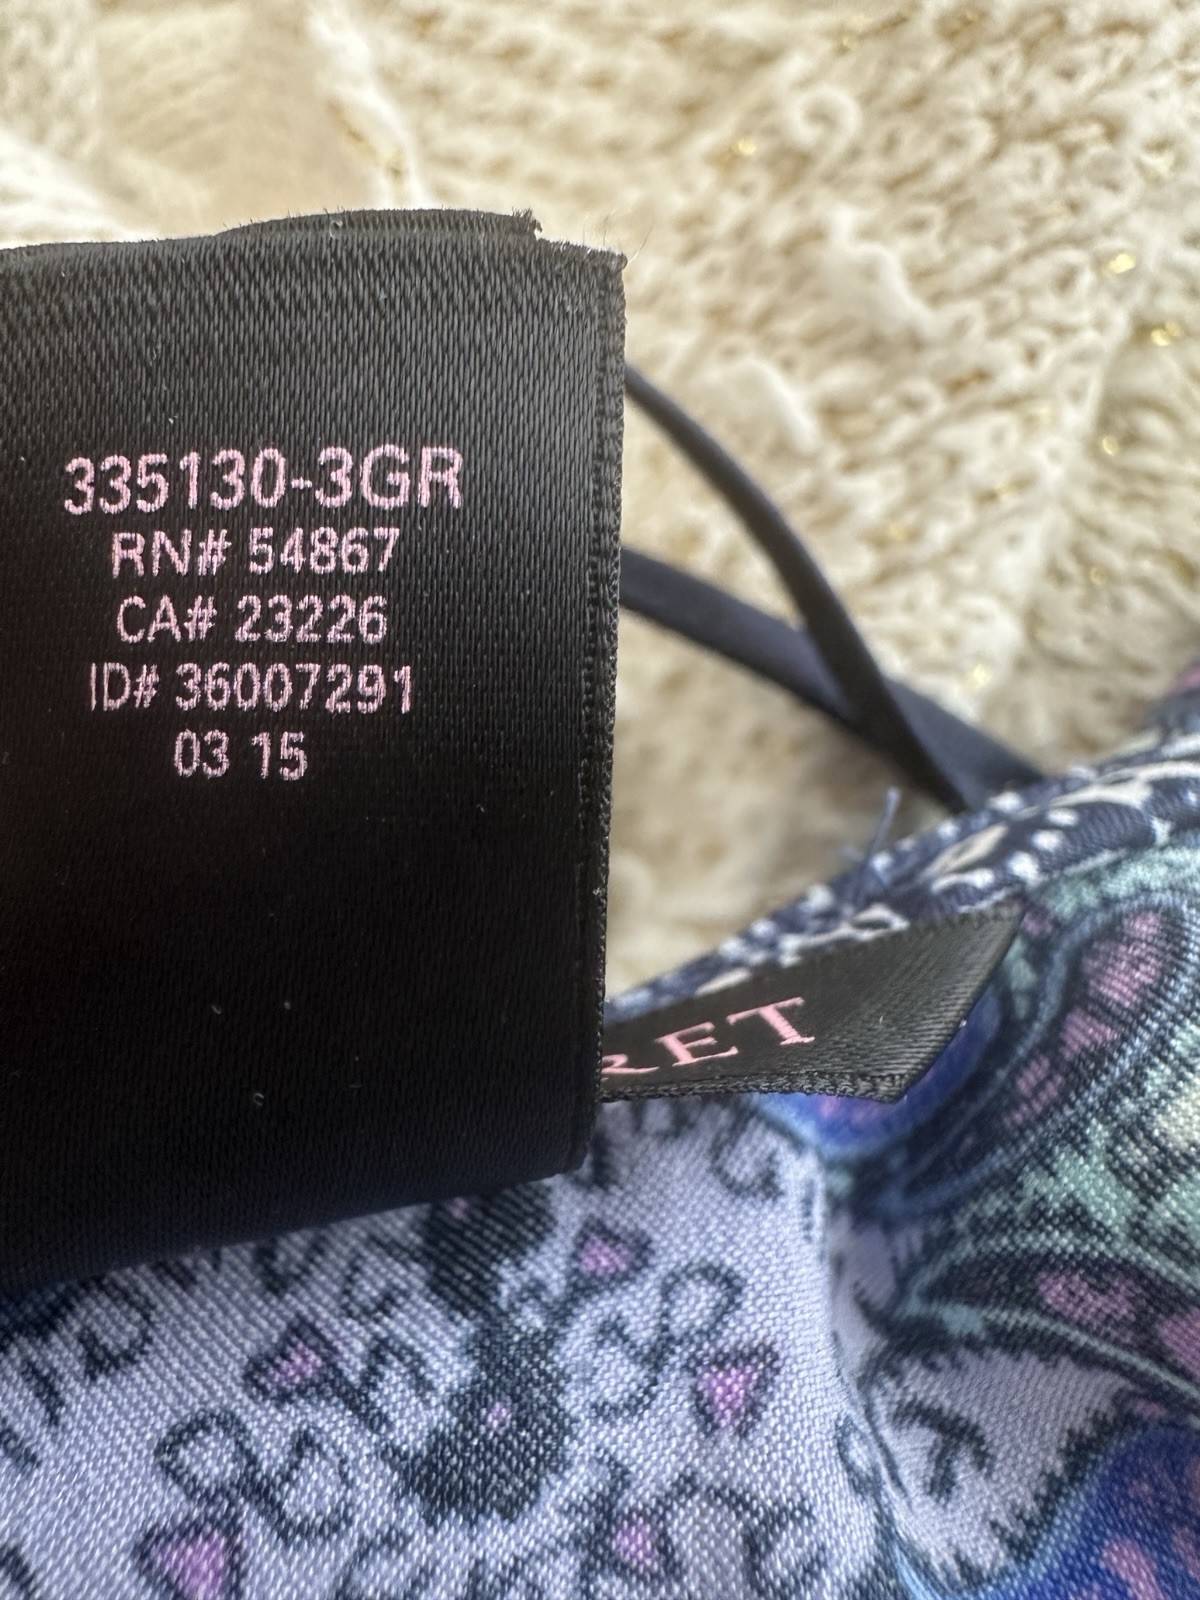 335130-3GR
RN# 54867
CA# 23226
ID# 36007291
03 15
RET